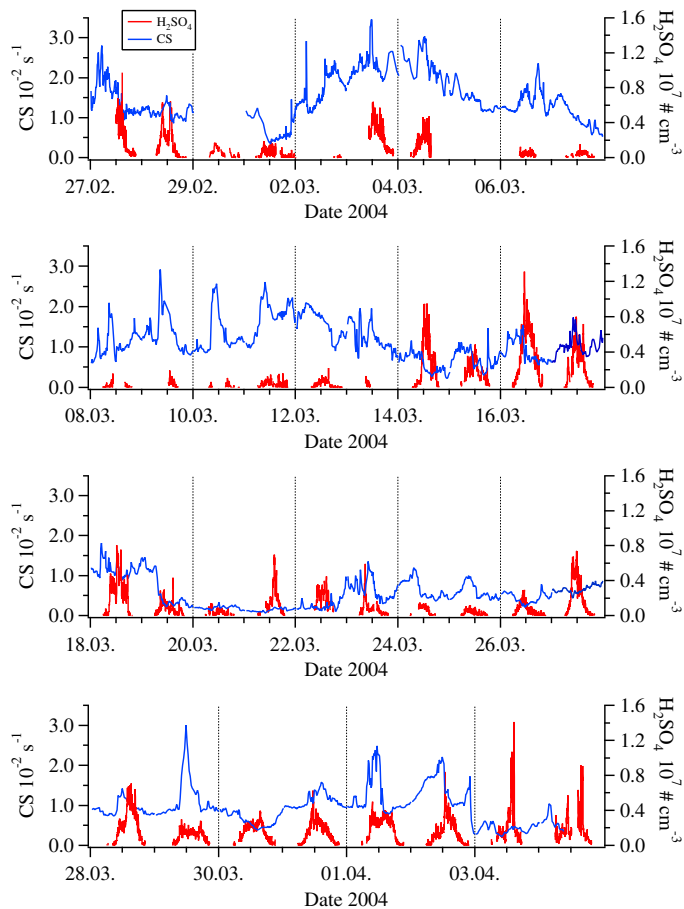 H₂SO₄
CS
CS 10⁻² s⁻¹
3.0
2.0
1.0
0.0
1.6
1.2
0.8
0.4
0.0
H₂SO₄ 10⁷ # cm⁻³
27.02. 29.02. 02.03. 04.03. 06.03.
Date 2004
CS 10⁻² s⁻¹
3.0
2.0
1.0
0.0
1.6
1.2
0.8
0.4
0.0
H₂SO₄ 10⁷ # cm⁻³
08.03. 10.03. 12.03. 14.03. 16.03.
Date 2004
CS 10⁻² s⁻¹
3.0
2.0
1.0
0.0
1.6
1.2
0.8
0.4
0.0
H₂SO₄ 10⁷ # cm⁻³
18.03. 20.03. 22.03. 24.03. 26.03.
Date 2004
CS 10⁻² s⁻¹
3.0
2.0
1.0
0.0
1.6
1.2
0.8
0.4
0.0
H₂SO₄ 10⁷ # cm⁻³
28.03. 30.03. 01.04. 03.04.
Date 2004